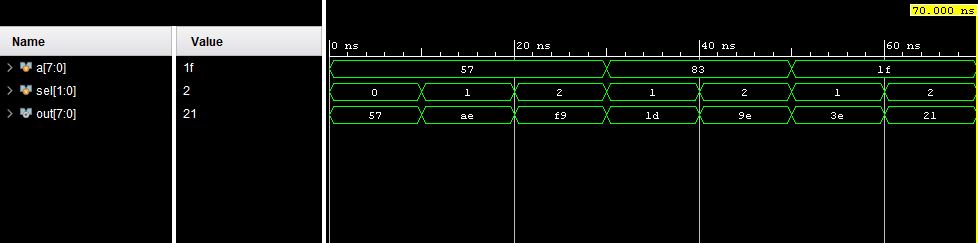 70.000 ns
Name Value
0 ns 20 ns 40 ns 60 ns
a[7:0] 1f 57 83 1f
sel[1:0] 2 0 1 2 1 2 1 2
out[7:0] 21 57 ae f9 1d 9e 3e 21